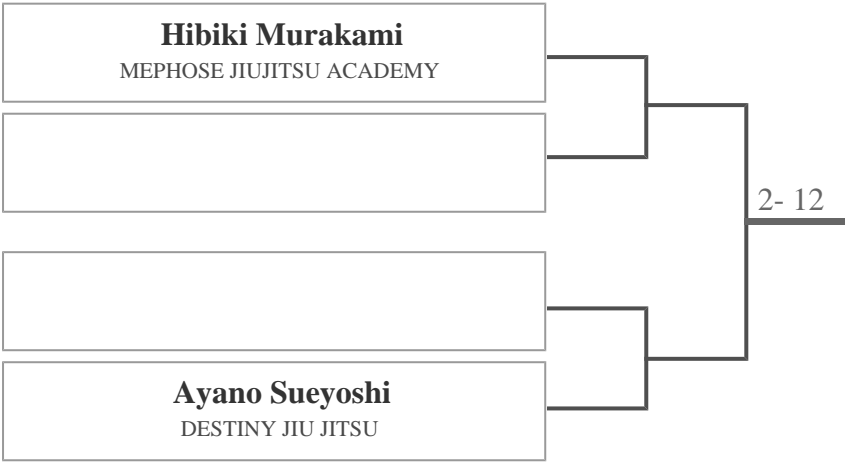 Hibiki Murakami
MEPHOSE JIUJITSU ACADEMY
2- 12
Ayano Sueyoshi
DESTINY JIU JITSU